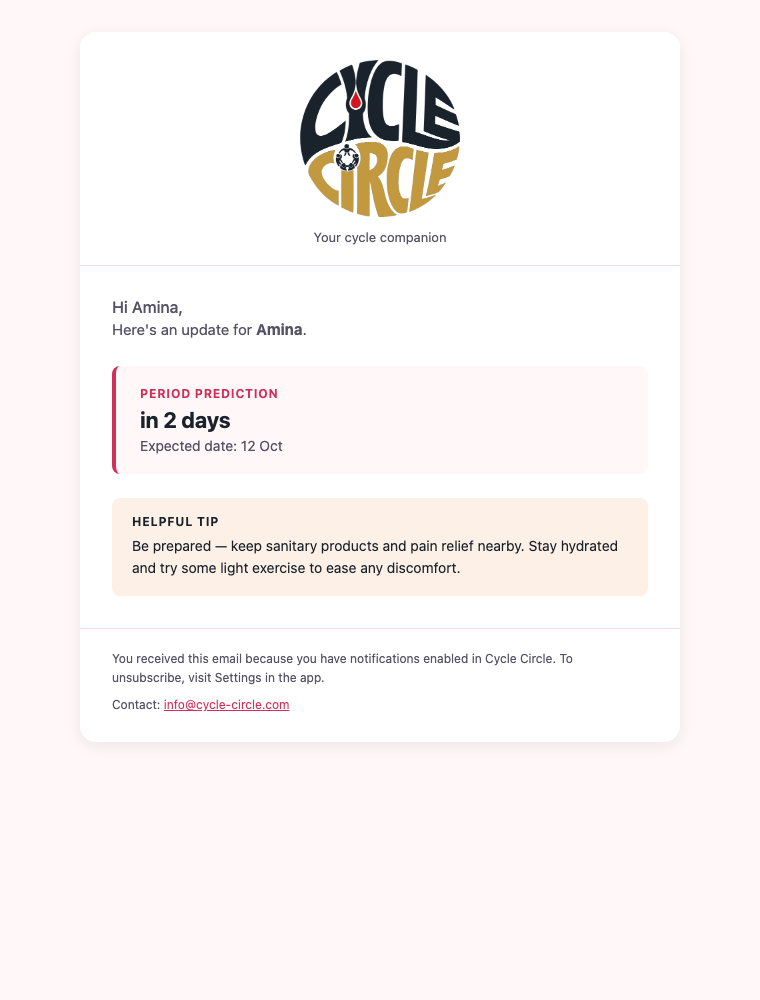 CYCLE
CIRCLE
Your cycle companion
Hi Amina,
Here's an update for Amina.
PERIOD PREDICTION
in 2 days
Expected date: 12 Oct
HELPFUL TIP
Be prepared — keep sanitary products and pain relief nearby. Stay hydrated
and try some light exercise to ease any discomfort.
You received this email because you have notifications enabled in Cycle Circle. To
unsubscribe, visit Settings in the app.
Contact: info@cycle-circle.com